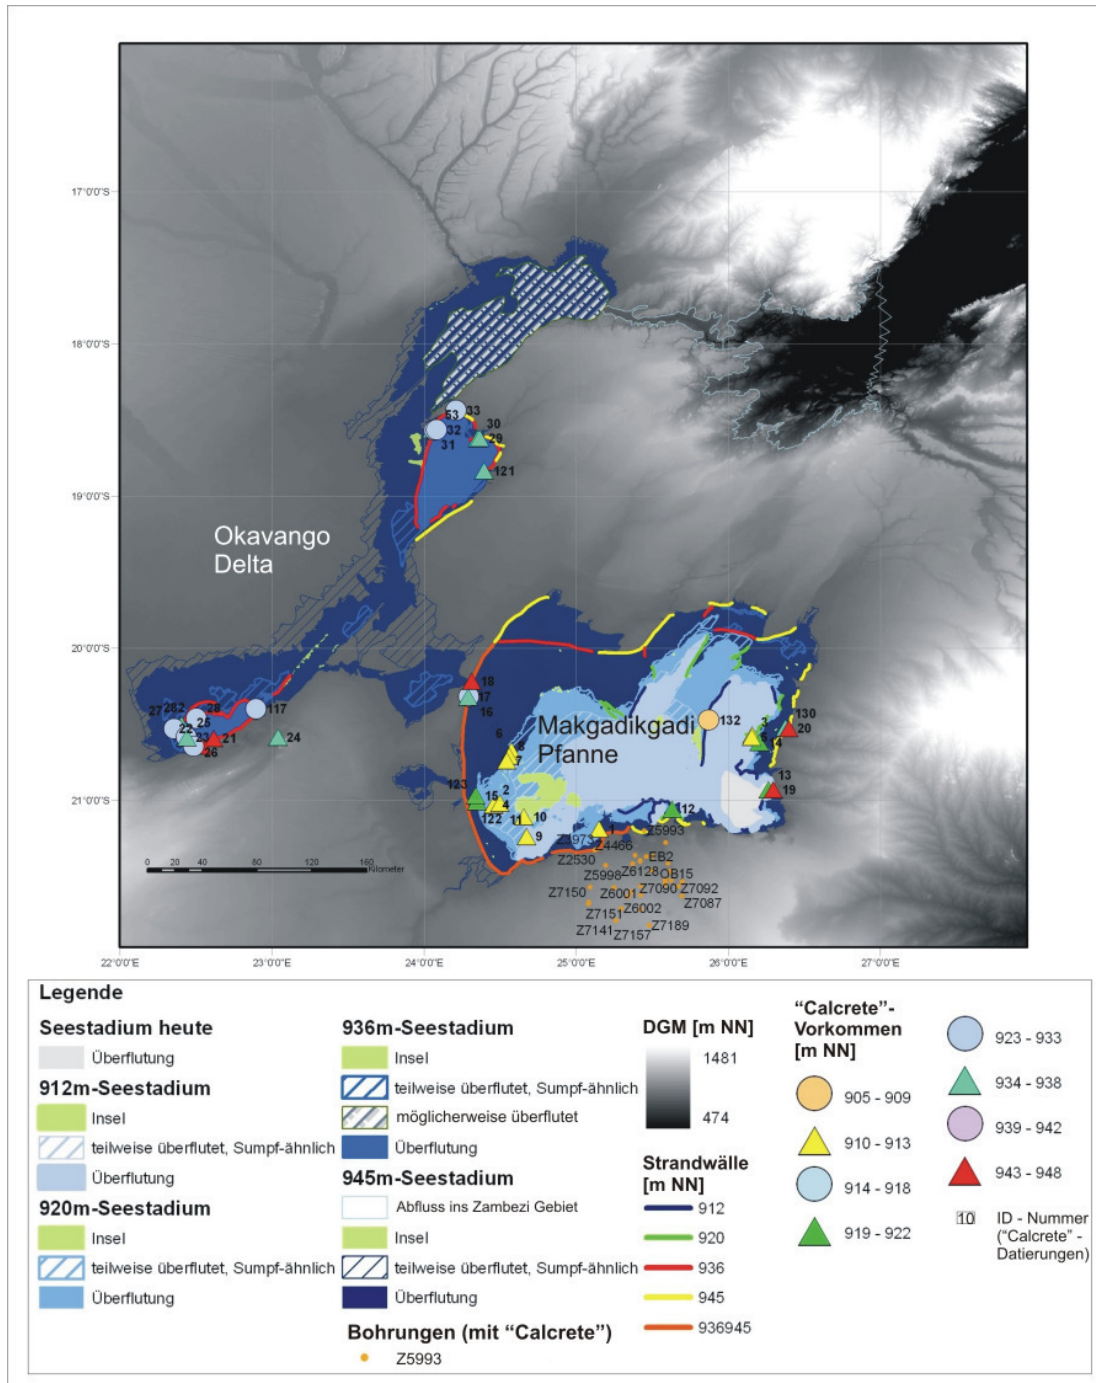 17°0'0"S
18°0'0"S
53
33
32
30
31
29
121
19°0'0"S
Okavango
Delta
20°0'0"S
18
17
16
27
2
28
25
22
23
21
26
117
24
Makgadikgadi
Pfanne
132
130
20
14
6
8
7
13
19
21°0'0"S
123
15
2
4
122
11
10
9
1
12
Z5993
Z4466
Z2530
EB2
Z5998
Z6128
OB15
Z7150
Z6001
Z7090
Z7092
Z7087
Z7151
Z6002
Z7141
Z7157
Z7189
0 20 40 80 120 160
Kilometer
22°0'0"E 23°0'0"E 24°0'0"E 25°0'0"E 26°0'0"E 27°0'0"E
Legende
Seestadium heute
Überflutung
912m-Seestadium
Insel
teilweise überflutet, Sumpf-ähnlich
Überflutung
920m-Seestadium
Insel
teilweise überflutet, Sumpf-ähnlich
Überflutung
936m-Seestadium
Insel
teilweise überflutet, Sumpf-ähnlich
möglicherweise überflutet
Überflutung
945m-Seestadium
Abfluss ins Zambezi Gebiet
Insel
teilweise überflutet, Sumpf-ähnlich
Überflutung
Bohrungen (mit “Calcrete”)
Z5993
DGM [m NN]
1481
474
Strandwälle
[m NN]
912
920
936
945
936945
“Calcrete”-
Vorkommen
[m NN]
905 - 909
910 - 913
914 - 918
919 - 922
923 - 933
934 - 938
939 - 942
943 - 948
10 ID - Nummer
(“Calcrete” -
Datierungen)